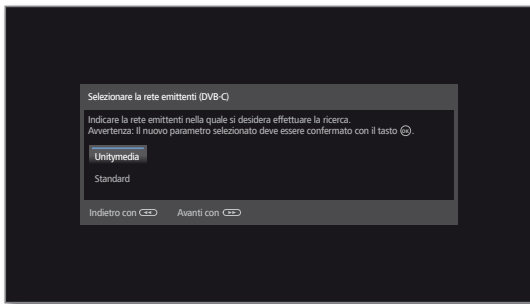 Selezionare la rete emittenti (DVB-C)
Indicare la rete emittenti nella quale si desidera effettuare la ricerca.
Avvertenza: Il nuovo parametro selezionato deve essere confermato con il tasto OK.
Unitymedia
Standard
Indietro con Avanti con